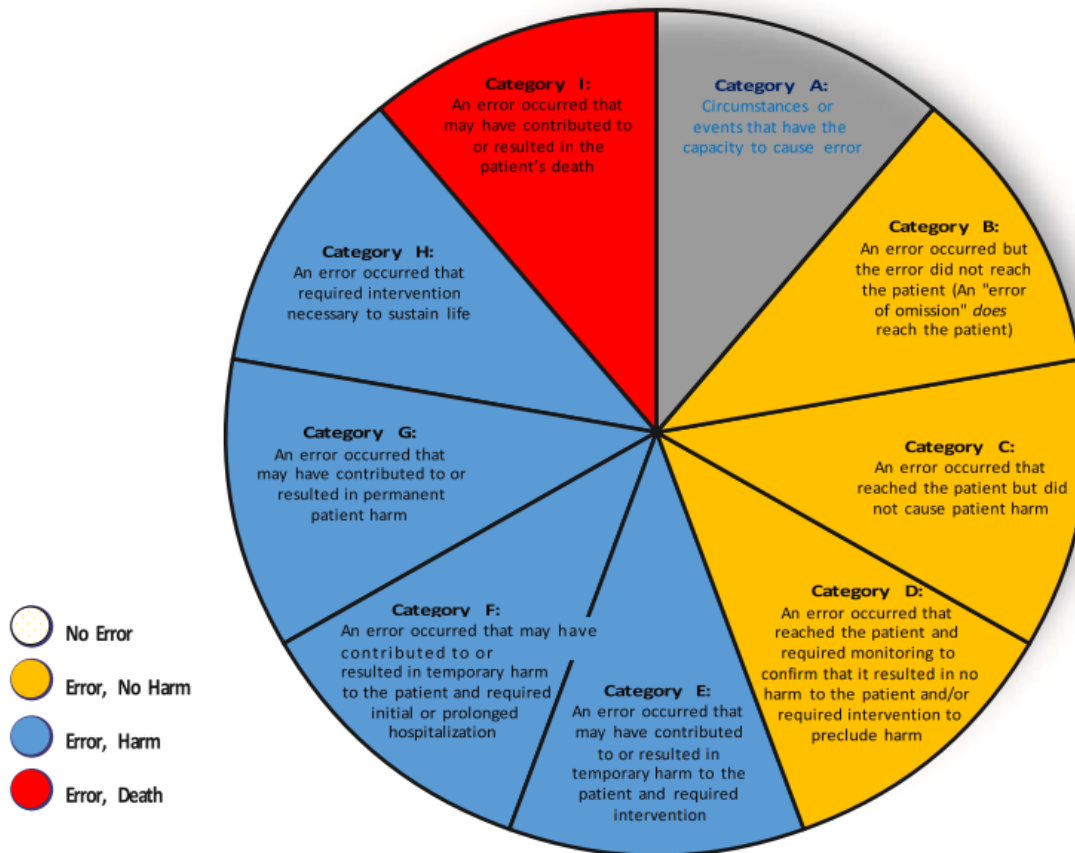 Category I:
An error occurred that
may have contributed to
or resulted in the
patient's death
Category A:
Circumstances or
events that have the
capacity to cause error
Category B:
An error occurred but
the error did not reach
the patient (An "error
of omission" does
reach the patient)
Category C:
An error occurred that
reached the patient but did
not cause patient harm
Category D:
An error occurred that
reached the patient and
required monitoring to
confirm that it resulted in no
harm to the patient and/or
required intervention to
preclude harm
Category E:
An error occurred that
may have contributed
to or resulted in
temporary harm to the
patient and required
intervention
Category F:
An error occurred that may have
contributed to or
resulted in temporary harm
to the patient and required
initial or prolonged
hospitalization
Category G:
An error occurred that
may have contributed to or
resulted in permanent
patient harm
Category H:
An error occurred that
required intervention
necessary to sustain life
No Error
Error, No Harm
Error, Harm
Error, Death